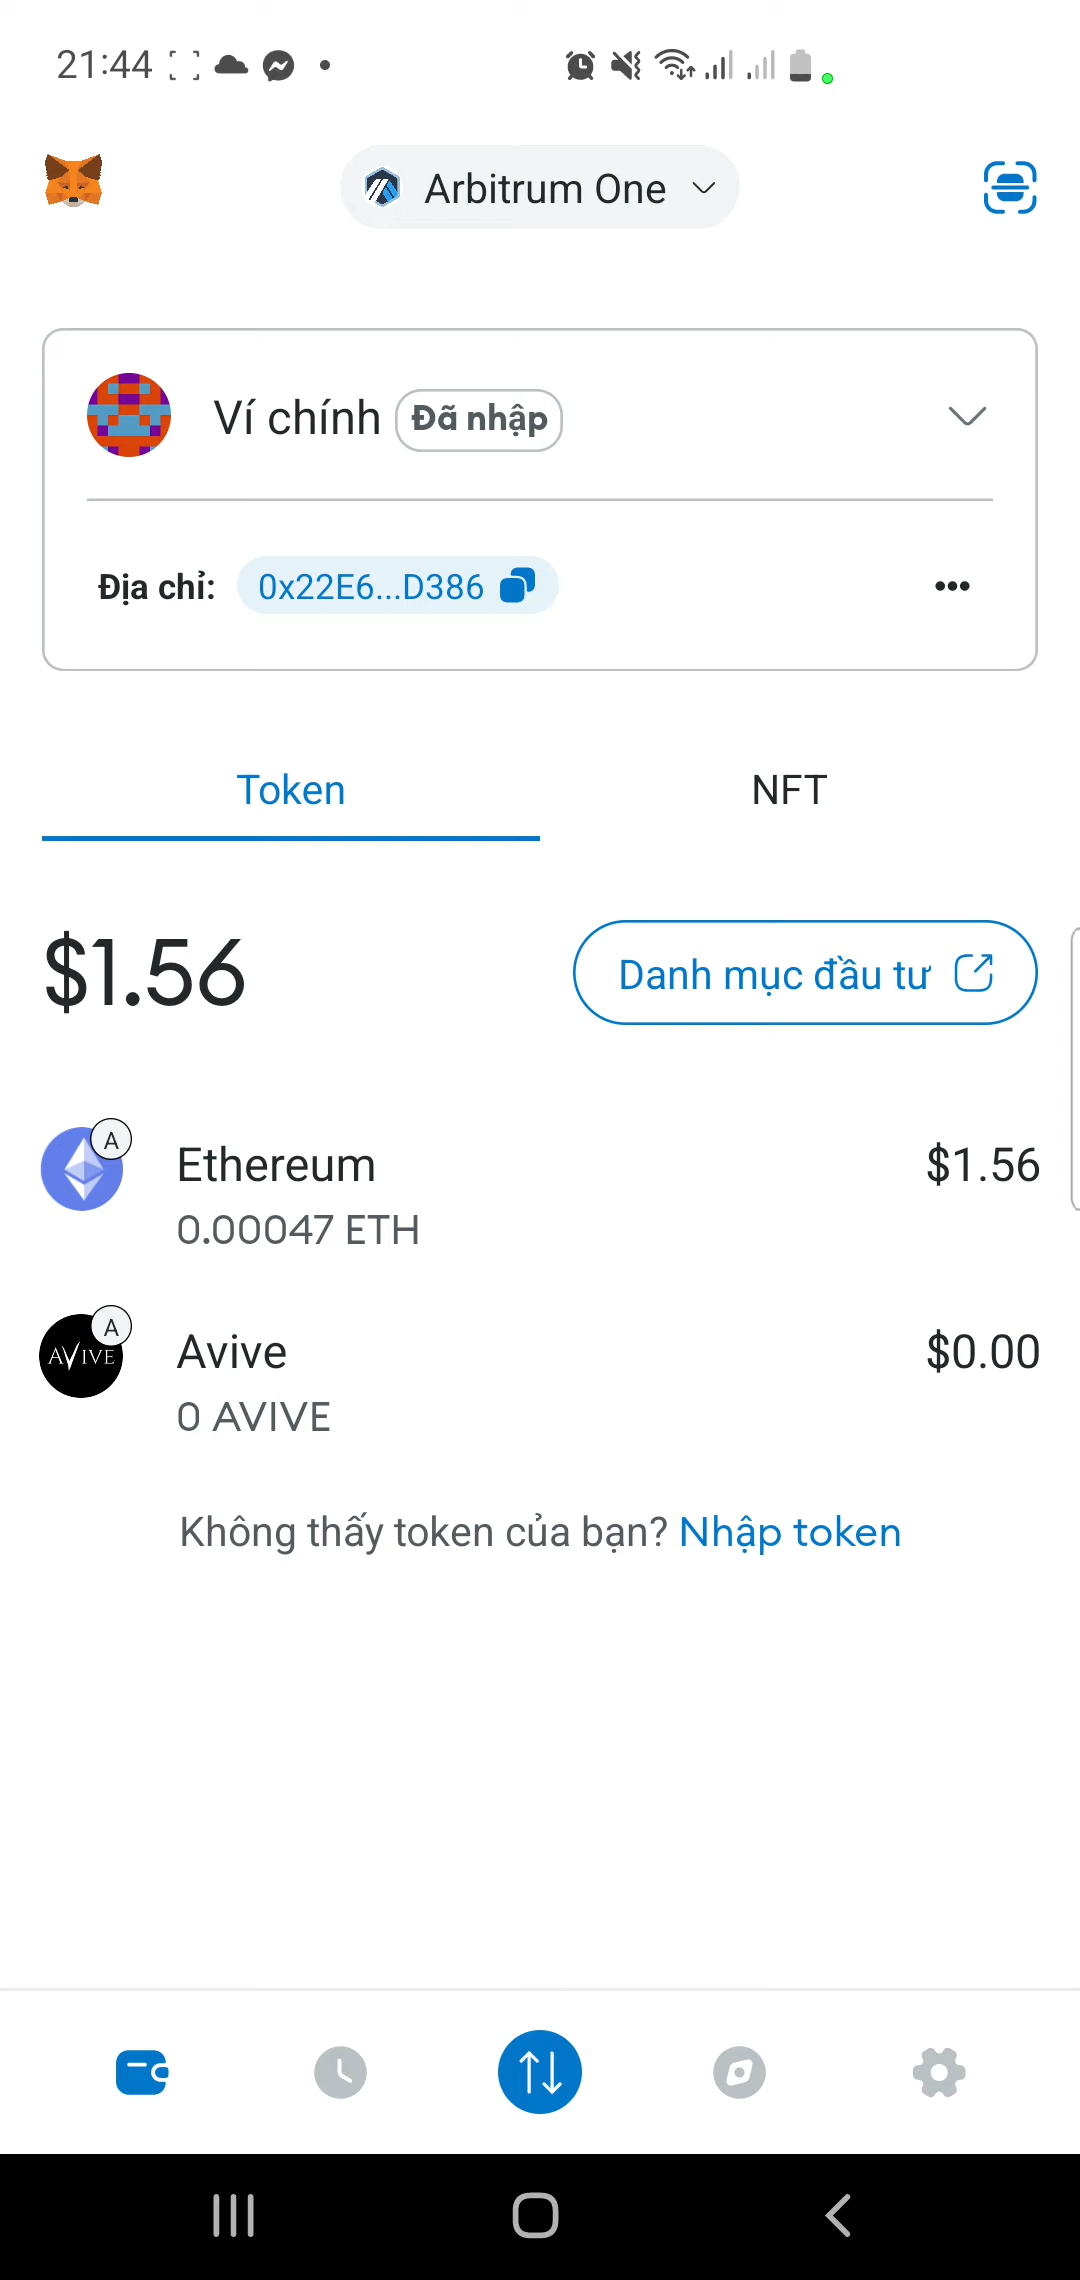 21:44
Arbitrum One
Ví chính Đã nhập
Địa chỉ: 0x22E6...D386
Token NFT
$1.56 Danh mục đầu tư
A
Ethereum $1.56
0.00047 ETH
A
AVIVE
Avive $0.00
0 AVIVE
Không thấy token của bạn? Nhập token